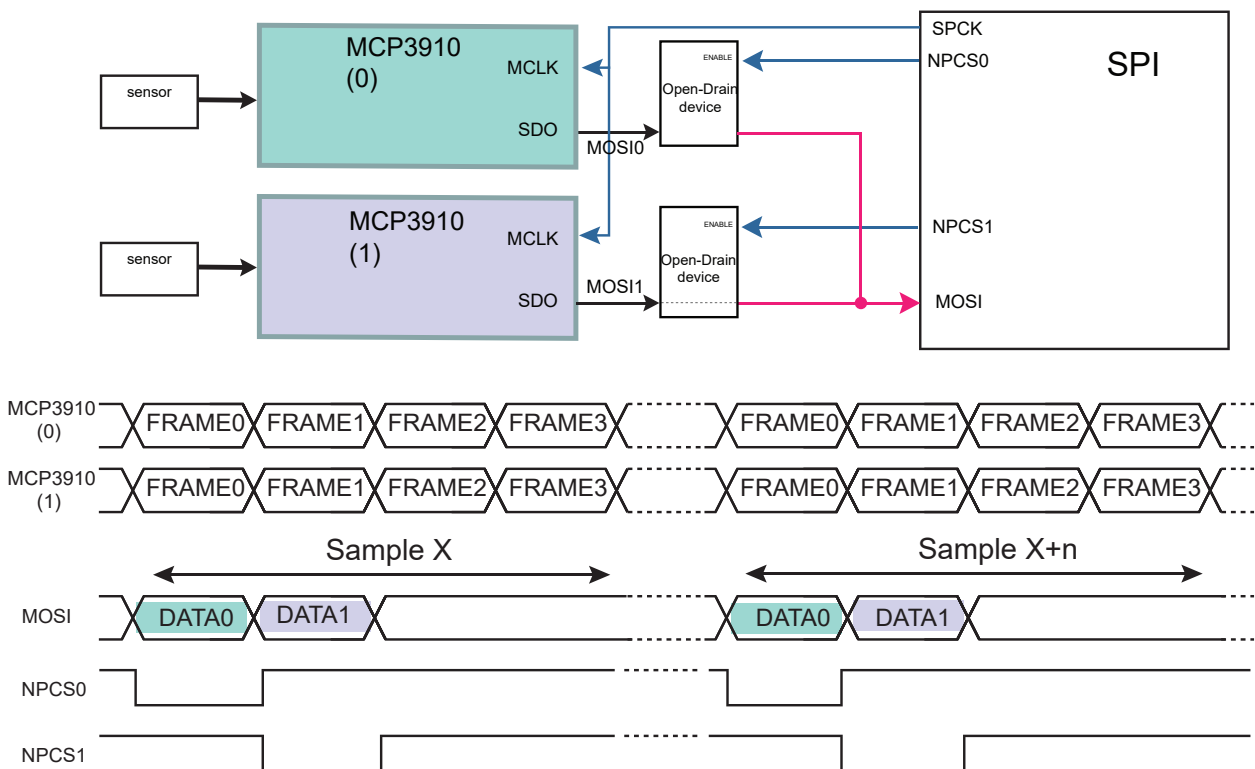 MCP3910
(0)
MCLK
SDO
sensor
MOSI0
ENABLE
Open-Drain
device
SPCK
NPCS0
SPI
MCP3910
(1)
MCLK
SDO
sensor
MOSI1
ENABLE
Open-Drain
device
NPCS1
MOSI
MCP3910
(0)
FRAME0 FRAME1 FRAME2 FRAME3 FRAME0 FRAME1 FRAME2 FRAME3
MCP3910
(1)
FRAME0 FRAME1 FRAME2 FRAME3 FRAME0 FRAME1 FRAME2 FRAME3
Sample X Sample X+n
MOSI DATA0 DATA1 DATA0 DATA1
NPCS0
NPCS1